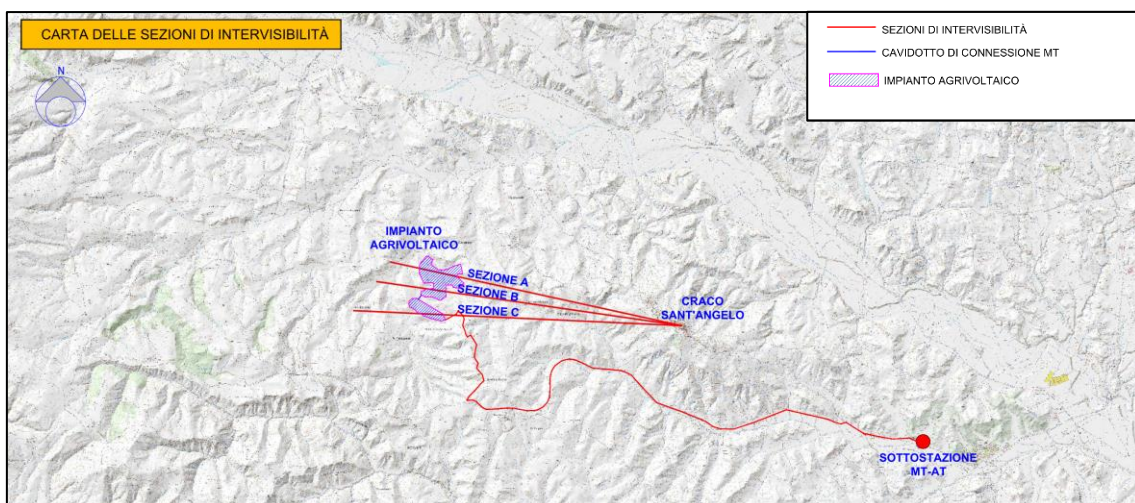 CARTA DELLE SEZIONI DI INTERVISIBILITÀ
N
SEZIONI DI INTERVISIBILITÀ
CAVIDOTTO DI CONNESSIONE MT
IMPIANTO AGRIVOLTAICO
IMPIANTO
AGRIVOLTAICO
SEZIONE A
SEZIONE B
SEZIONE C
CRACO
SANT'ANGELO
SOTTOSTAZIONE
MT-AT